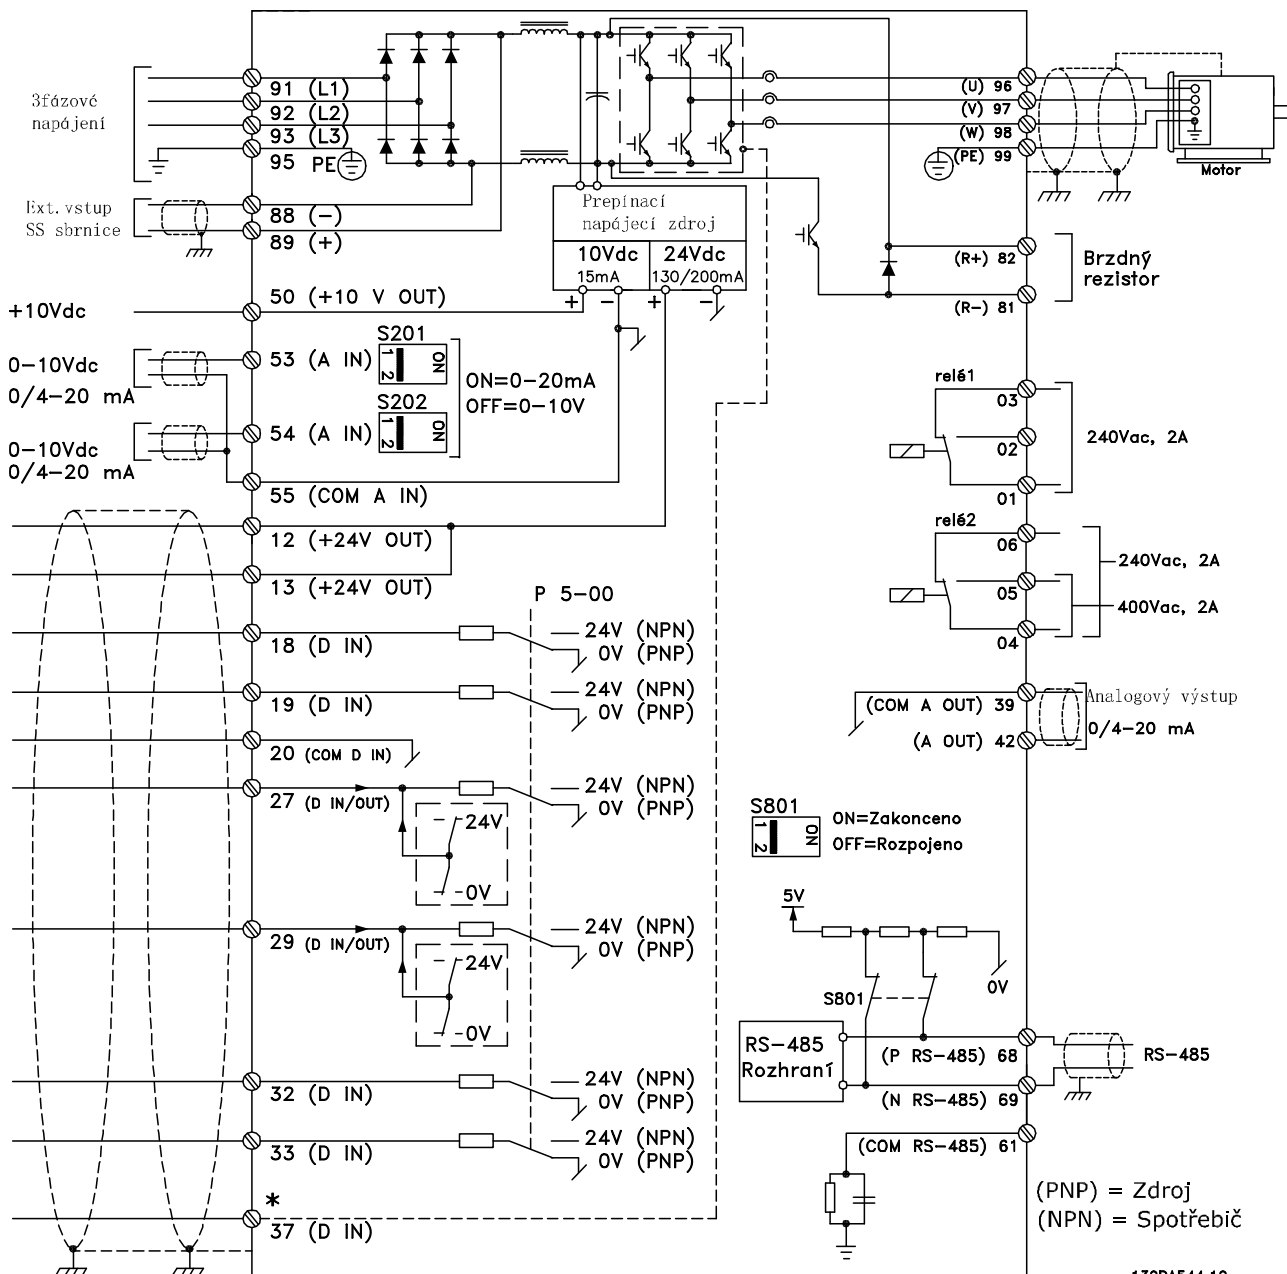 3fázové
napájení
91 (L1)
92 (L2)
93 (L3)
95 PE
Ext. vstup
SS sbrnice
88 (−)
89 (+)
Prepínací
napájecí zdroj
10Vdc
15mA
24Vdc
130/200mA
+ − + −
(U) 96
(V) 97
(W) 98
(PE) 99
Motor
(R+) 82
(R−) 81
Brzdný
rezistor
+10Vdc
50 (+10 V OUT)
0−10Vdc
0/4−20 mA
53 (A IN)
S201
1 2 ON
0−10Vdc
0/4−20 mA
54 (A IN)
S202
1 2 ON
ON=0−20mA
OFF=0−10V
55 (COM A IN)
12 (+24V OUT)
13 (+24V OUT)
P 5-00
18 (D IN)
24V (NPN)
0V (PNP)
19 (D IN)
24V (NPN)
0V (PNP)
20 (COM D IN)
27 (D IN/OUT)
24V (NPN)
0V (PNP)
24V
0V
29 (D IN/OUT)
24V (NPN)
0V (PNP)
24V
0V
32 (D IN)
24V (NPN)
0V (PNP)
33 (D IN)
24V (NPN)
0V (PNP)
*
37 (D IN)
relé1
03
02
01
240Vac, 2A
relé2
06
05
04
240Vac, 2A
400Vac, 2A
(COM A OUT) 39
(A OUT) 42
Analogový výstup
0/4−20 mA
S801
1 2 ON
ON=Zakonceno
OFF=Rozpojeno
5V
0V
S801
RS−485
Rozhraní
(P RS−485) 68
(N RS−485) 69
(COM RS−485) 61
RS−485
(PNP) = Zdroj
(NPN) = Spotřebič